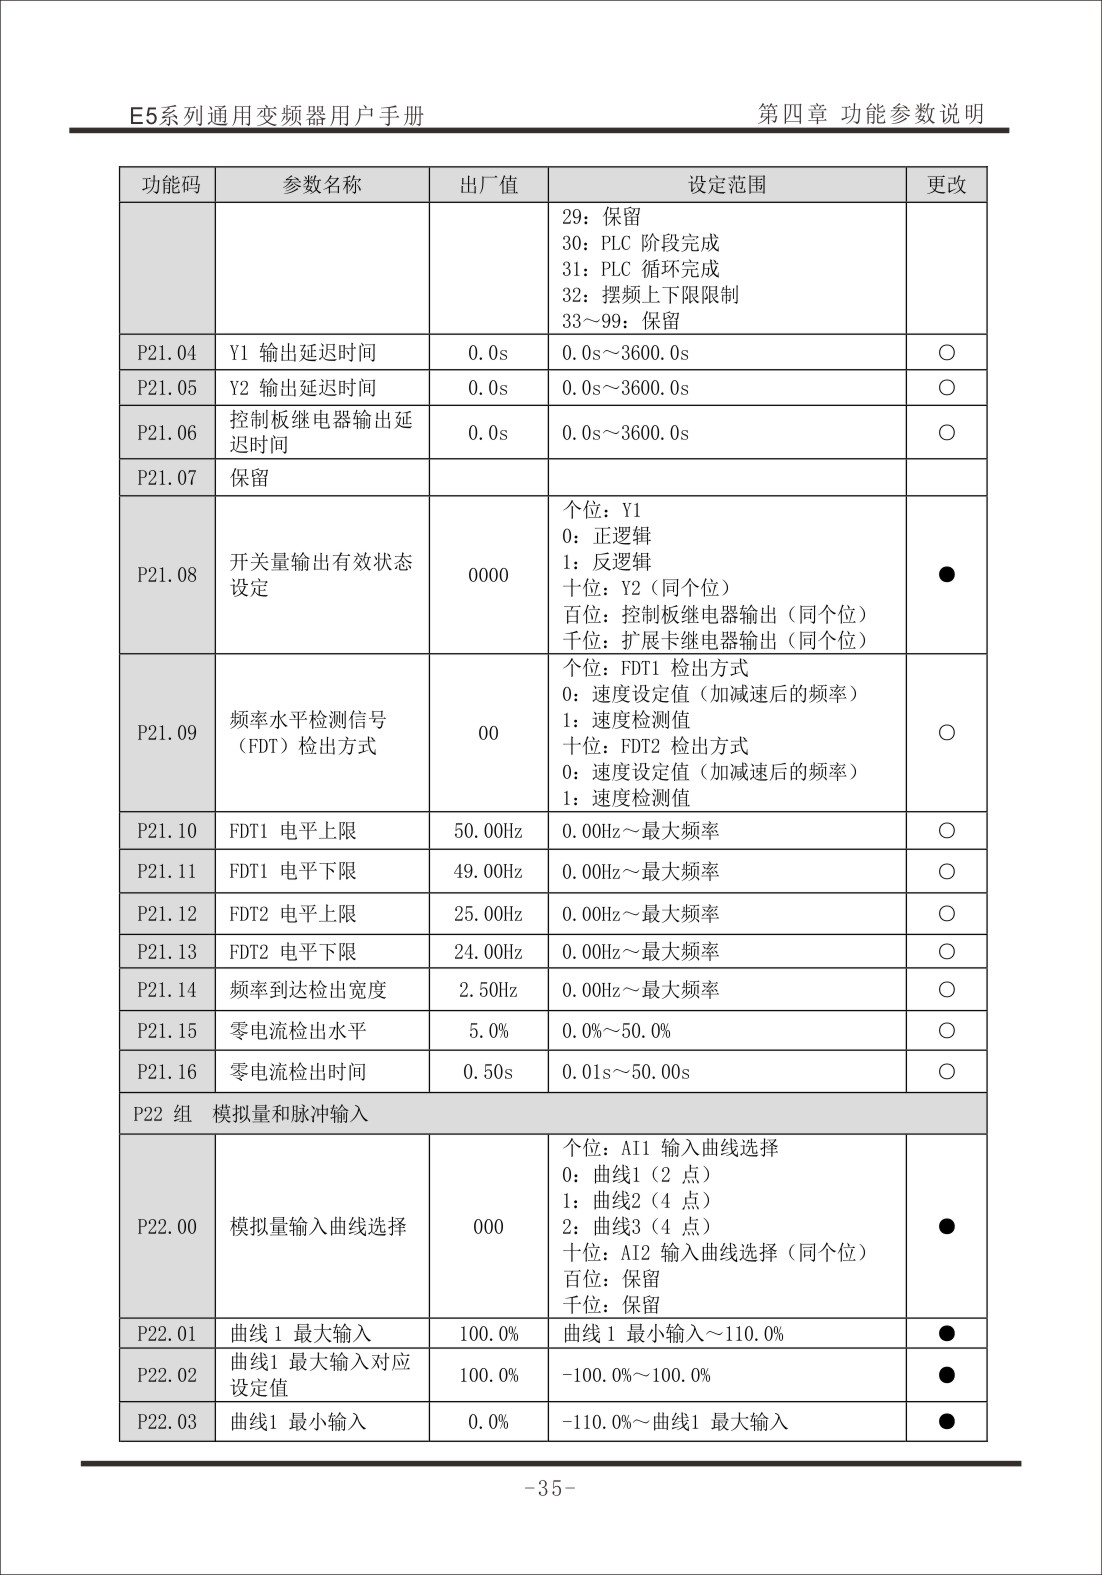 E5系列通用变频器用户手册
第四章 功能参数说明
功能码 参数名称 出厂值 设定范围 更改
29: 保留
30: PLC 阶段完成
31: PLC 循环完成
32: 摆频上下限限制
33～99: 保留
P21.04 Y1 输出延迟时间 0.0s 0.0s～3600.0s ○
P21.05 Y2 输出延迟时间 0.0s 0.0s～3600.0s ○
P21.06 控制板继电器输出延 0.0s 0.0s～3600.0s ○
迟时间
P21.07 保留
P21.08 开关量输出有效状态 0000 ●
设定
个位: Y1
0: 正逻辑
1: 反逻辑
十位: Y2（同个位）
百位: 控制板继电器输出（同个位）
千位: 扩展卡继电器输出（同个位）
P21.09 频率水平检测信号 00 ○
（FDT）检出方式
个位: FDT1 检出方式
0: 速度设定值（加减速后的频率）
1: 速度检测值
十位: FDT2 检出方式
0: 速度设定值（加减速后的频率）
1: 速度检测值
P21.10 FDT1 电平上限 50.00Hz 0.00Hz～最大频率 ○
P21.11 FDT1 电平下限 49.00Hz 0.00Hz～最大频率 ○
P21.12 FDT2 电平上限 25.00Hz 0.00Hz～最大频率 ○
P21.13 FDT2 电平下限 24.00Hz 0.00Hz～最大频率 ○
P21.14 频率到达检出宽度 2.50Hz 0.00Hz～最大频率 ○
P21.15 零电流检出水平 5.0% 0.0%～50.0% ○
P21.16 零电流检出时间 0.50s 0.01s～50.00s ○
P22 组 模拟量和脉冲输入
P22.00 模拟量输入曲线选择 000 ●
个位: AI1 输入曲线选择
0: 曲线1（2 点）
1: 曲线2（4 点）
2: 曲线3（4 点）
十位: AI2 输入曲线选择（同个位）
百位: 保留
千位: 保留
P22.01 曲线 1 最大输入 100.0% 曲线 1 最小输入～110.0% ●
P22.02 曲线1 最大输入对应 100.0% -100.0%～100.0% ●
设定值
P22.03 曲线1 最小输入 0.0% -110.0%～曲线1 最大输入 ●
-35-